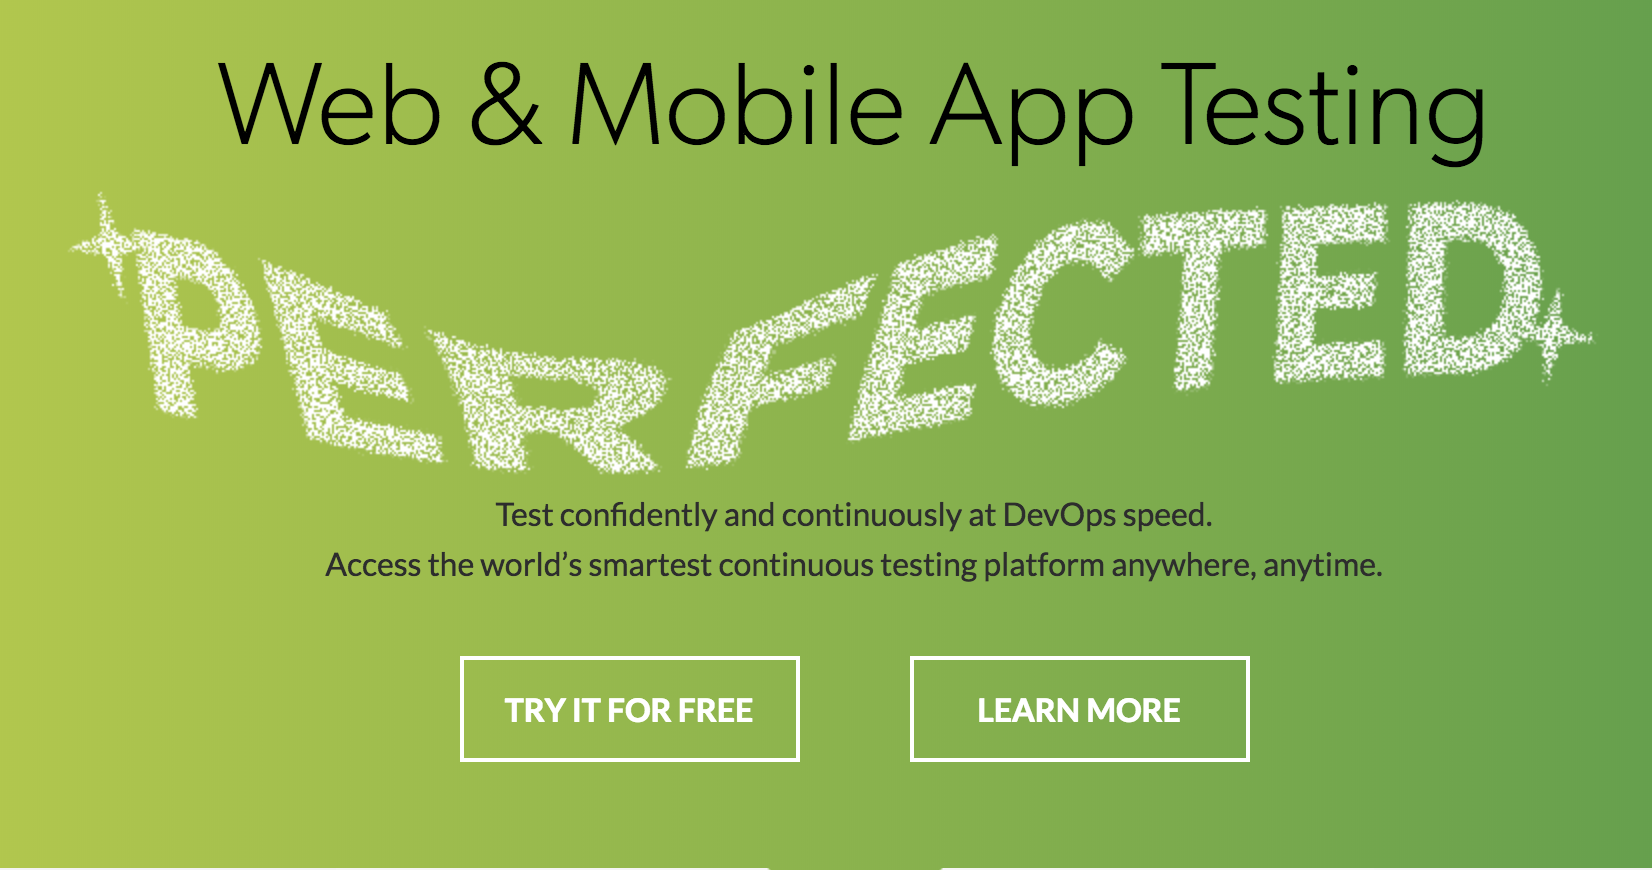 Web & Mobile App Testing
PERFECTED
Test confidently and continuously at DevOps speed.
Access the world’s smartest continuous testing platform anywhere, anytime.
TRY IT FOR FREE
LEARN MORE